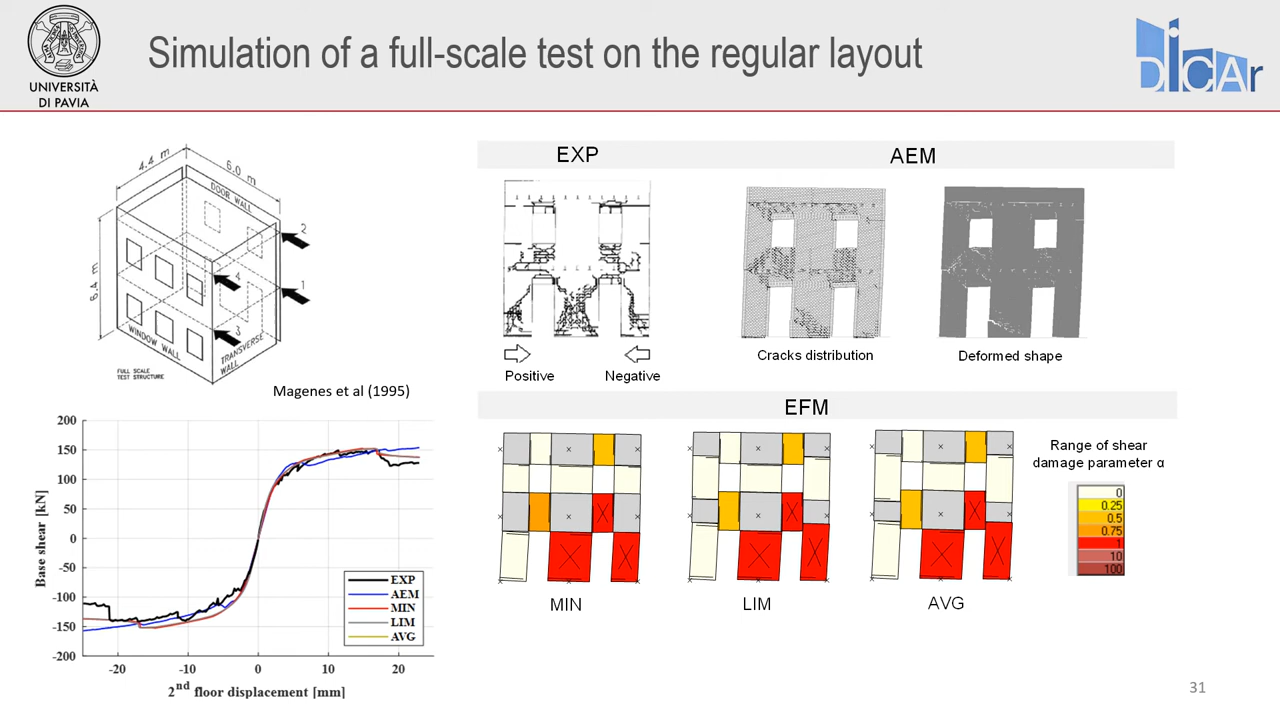 UNIVERSITÀ
DI PAVIA
Simulation of a full-scale test on the regular layout
DICAr
4.4 m
6.0 m
6.4 m
DOOR WALL
WINDOW WALL
TRANSVERSE
WALL
2
1
4
3
FULL SCALE
TEST STRUCTURE
Magenes et al (1995)
EXP
AEM
Positive
Negative
Cracks distribution
Deformed shape
EFM
MIN
LIM
AVG
Range of shear
damage parameter α
0
0.25
0.5
0.75
1
10
100
200
150
100
50
0
-50
-100
-150
-200
Base shear [kN]
EXP
AEM
MIN
LIM
AVG
-20
-10
0
10
20
2nd floor displacement [mm]
31